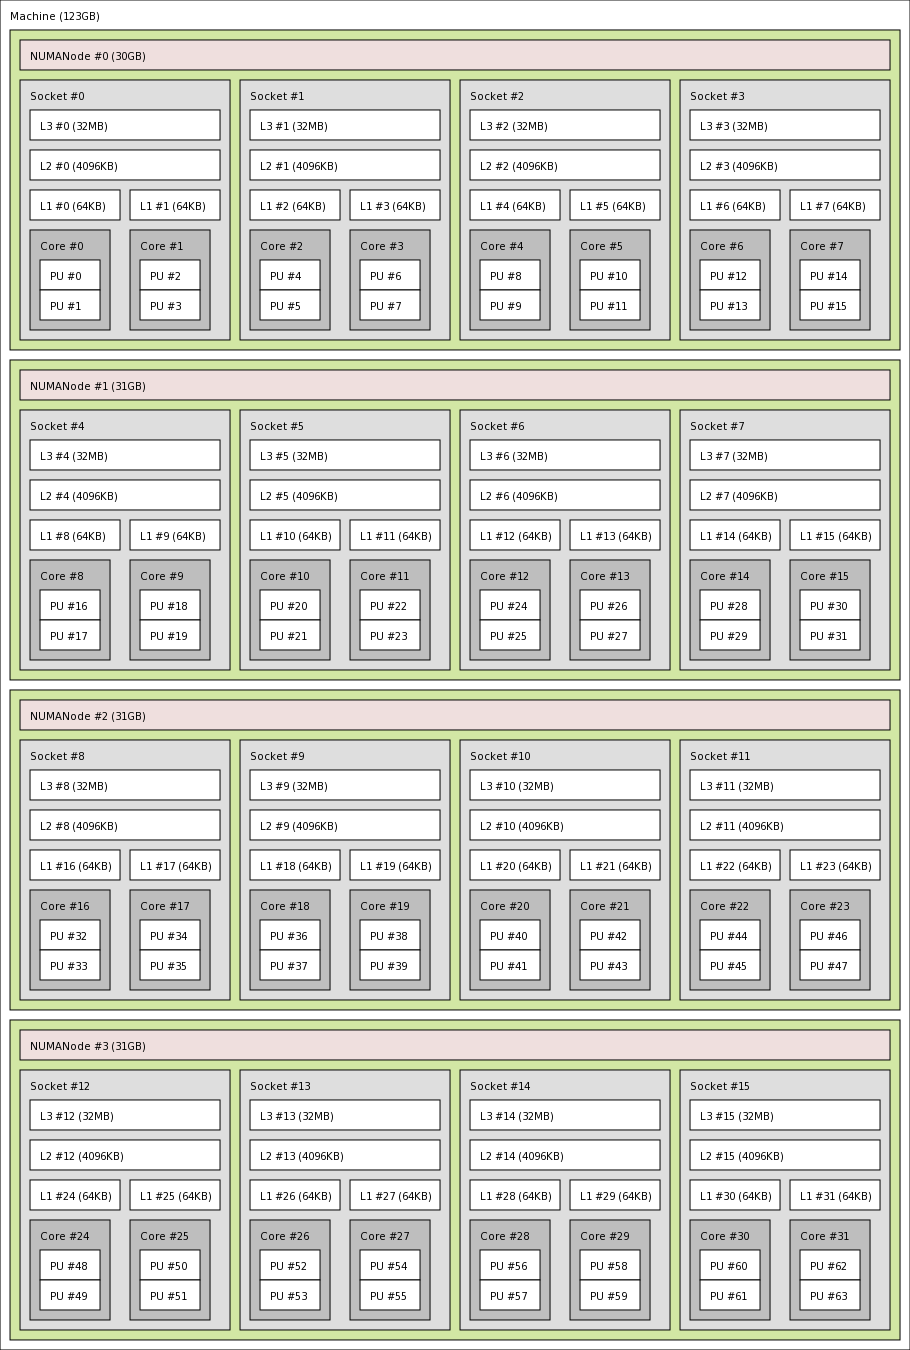 Machine (123GB)
NUMANode #0 (30GB)
Socket #0 Socket #1 Socket #2 Socket #3
L3 #0 (32MB) L3 #1 (32MB) L3 #2 (32MB) L3 #3 (32MB)
L2 #0 (4096KB) L2 #1 (4096KB) L2 #2 (4096KB) L2 #3 (4096KB)
L1 #0 (64KB) L1 #1 (64KB) L1 #2 (64KB) L1 #3 (64KB) L1 #4 (64KB) L1 #5 (64KB) L1 #6 (64KB) L1 #7 (64KB)
Core #0 Core #1 Core #2 Core #3 Core #4 Core #5 Core #6 Core #7
PU #0 PU #2 PU #4 PU #6 PU #8 PU #10 PU #12 PU #14
PU #1 PU #3 PU #5 PU #7 PU #9 PU #11 PU #13 PU #15
NUMANode #1 (31GB)
Socket #4 Socket #5 Socket #6 Socket #7
L3 #4 (32MB) L3 #5 (32MB) L3 #6 (32MB) L3 #7 (32MB)
L2 #4 (4096KB) L2 #5 (4096KB) L2 #6 (4096KB) L2 #7 (4096KB)
L1 #8 (64KB) L1 #9 (64KB) L1 #10 (64KB) L1 #11 (64KB) L1 #12 (64KB) L1 #13 (64KB) L1 #14 (64KB) L1 #15 (64KB)
Core #8 Core #9 Core #10 Core #11 Core #12 Core #13 Core #14 Core #15
PU #16 PU #18 PU #20 PU #22 PU #24 PU #26 PU #28 PU #30
PU #17 PU #19 PU #21 PU #23 PU #25 PU #27 PU #29 PU #31
NUMANode #2 (31GB)
Socket #8 Socket #9 Socket #10 Socket #11
L3 #8 (32MB) L3 #9 (32MB) L3 #10 (32MB) L3 #11 (32MB)
L2 #8 (4096KB) L2 #9 (4096KB) L2 #10 (4096KB) L2 #11 (4096KB)
L1 #16 (64KB) L1 #17 (64KB) L1 #18 (64KB) L1 #19 (64KB) L1 #20 (64KB) L1 #21 (64KB) L1 #22 (64KB) L1 #23 (64KB)
Core #16 Core #17 Core #18 Core #19 Core #20 Core #21 Core #22 Core #23
PU #32 PU #34 PU #36 PU #38 PU #40 PU #42 PU #44 PU #46
PU #33 PU #35 PU #37 PU #39 PU #41 PU #43 PU #45 PU #47
NUMANode #3 (31GB)
Socket #12 Socket #13 Socket #14 Socket #15
L3 #12 (32MB) L3 #13 (32MB) L3 #14 (32MB) L3 #15 (32MB)
L2 #12 (4096KB) L2 #13 (4096KB) L2 #14 (4096KB) L2 #15 (4096KB)
L1 #24 (64KB) L1 #25 (64KB) L1 #26 (64KB) L1 #27 (64KB) L1 #28 (64KB) L1 #29 (64KB) L1 #30 (64KB) L1 #31 (64KB)
Core #24 Core #25 Core #26 Core #27 Core #28 Core #29 Core #30 Core #31
PU #48 PU #50 PU #52 PU #54 PU #56 PU #58 PU #60 PU #62
PU #49 PU #51 PU #53 PU #55 PU #57 PU #59 PU #61 PU #63